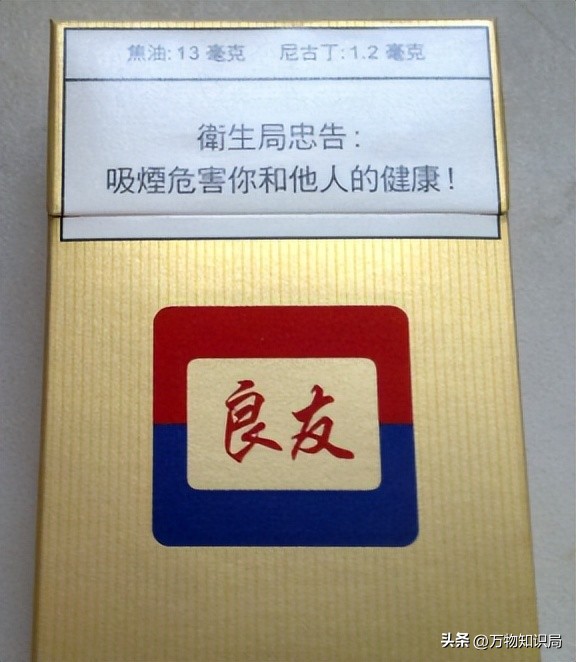 焦油:13 毫克 尼古丁:1.2 毫克
衛生局忠告:
吸煙危害你和他人的健康!
良友
头条 @万物知识局